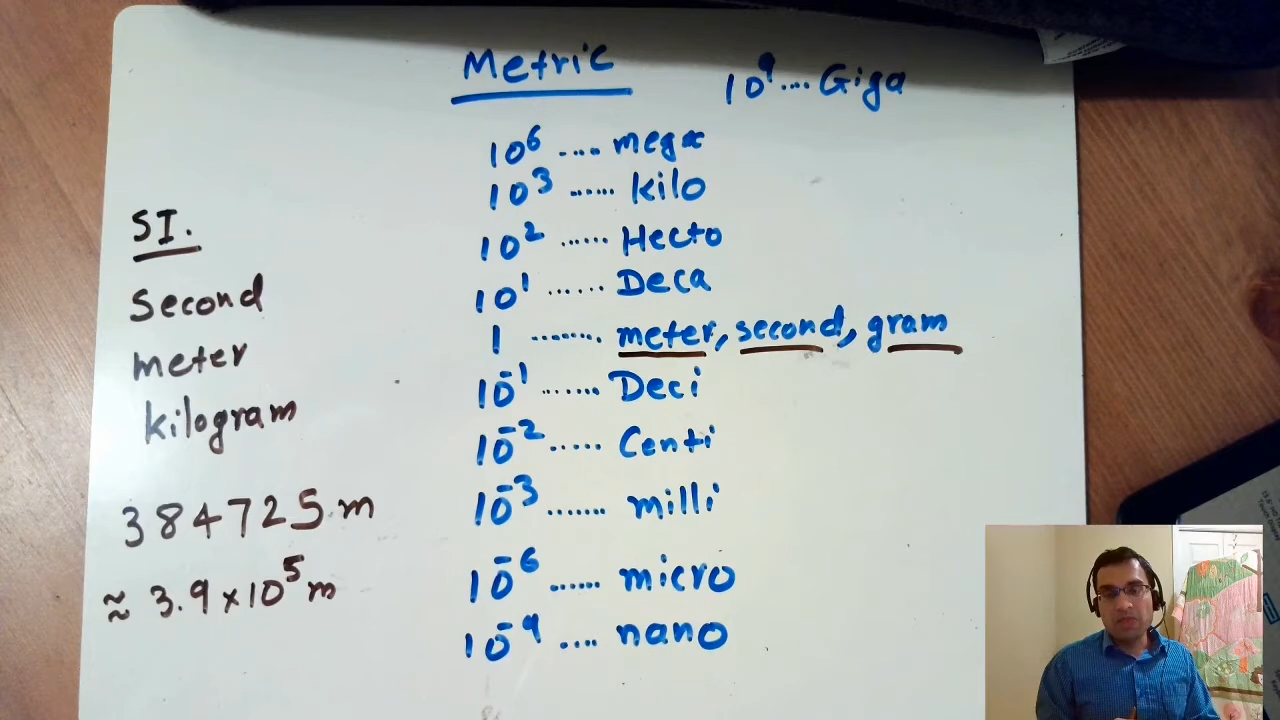 Metric
10⁹....Giga
10⁶ .... mega
10³ ...... kilo
10² ...... Hecto
10¹ ...... Deca
1 ........ meter, second, gram
10⁻¹ ....... Deci
10⁻² ..... Centi
10⁻³ ....... milli
10⁻⁶ ...... micro
10⁻⁹ .... nano
SI.
Second
meter
kilogram
384725 m
≈ 3.9 × 10⁵ m